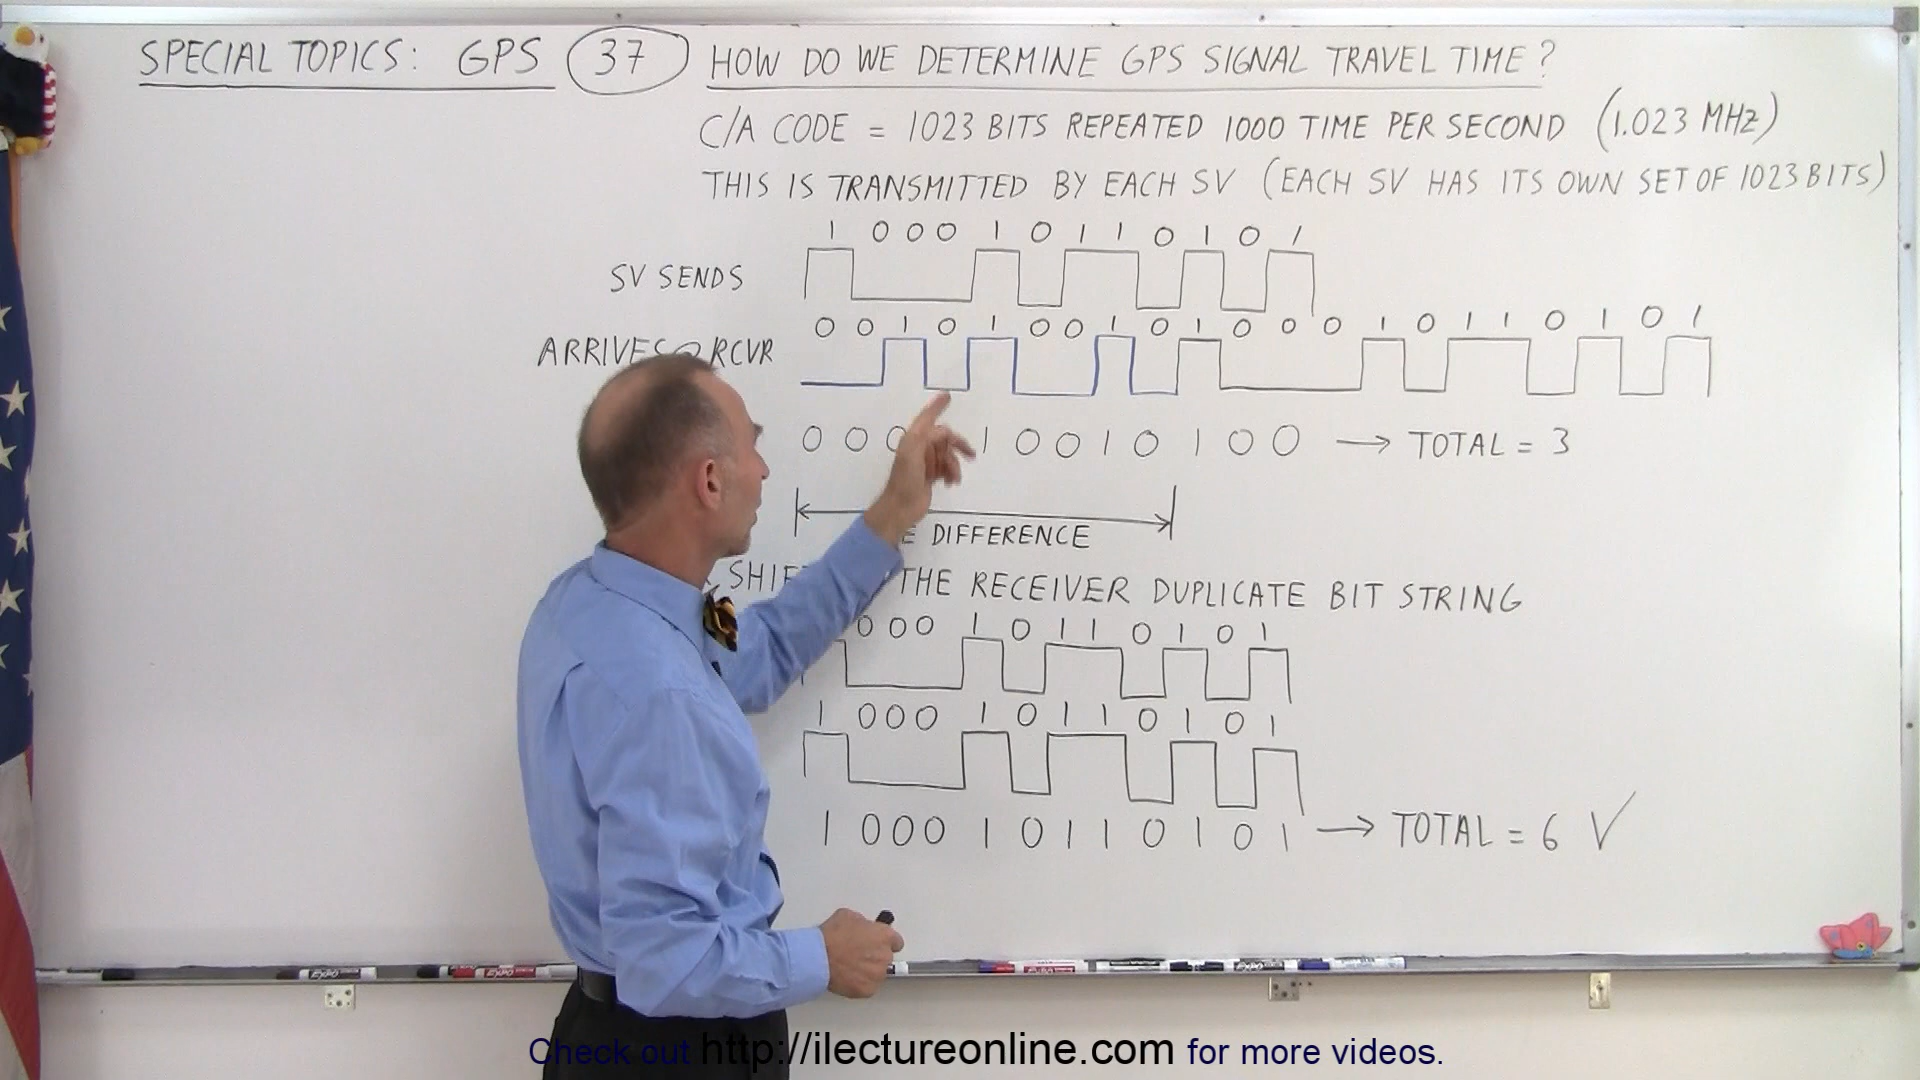 SPECIAL TOPICS: GPS 37 HOW DO WE DETERMINE GPS SIGNAL TRAVEL TIME?
C/A CODE = 1023 BITS REPEATED 1000 TIME PER SECOND (1.023 MHz)
THIS IS TRANSMITTED BY EACH SV (EACH SV HAS ITS OWN SET OF 1023 BITS)
1 0 0 0 1 0 1 1 0 1 0 1
SV SENDS
0 0 1 0 1 0 0 1 0 1 0 0 0 1 0 1 1 0 1 0 1
ARRIVES @ RCVR
0 0 0 1 0 0 1 0 1 0 0 → TOTAL = 3
DIFFERENCE
THE RECEIVER DUPLICATE BIT STRING
0 0 0 1 0 1 1 0 1 0 1
1 0 0 0 1 0 1 1 0 1 0 1
1 0 0 0 1 0 1 1 0 1 0 1 → TOTAL = 6 ✓
EXPO EXPO EXPO
Check out http://ilectureonline.com for more videos.